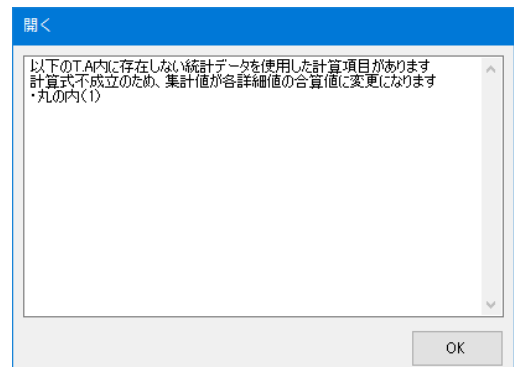 開く
以下のT.A内に存在しない統計データを使用した計算項目があります
計算式不成立のため、集計値が各詳細値の合算値に変更になります
・丸の内(1)
OK